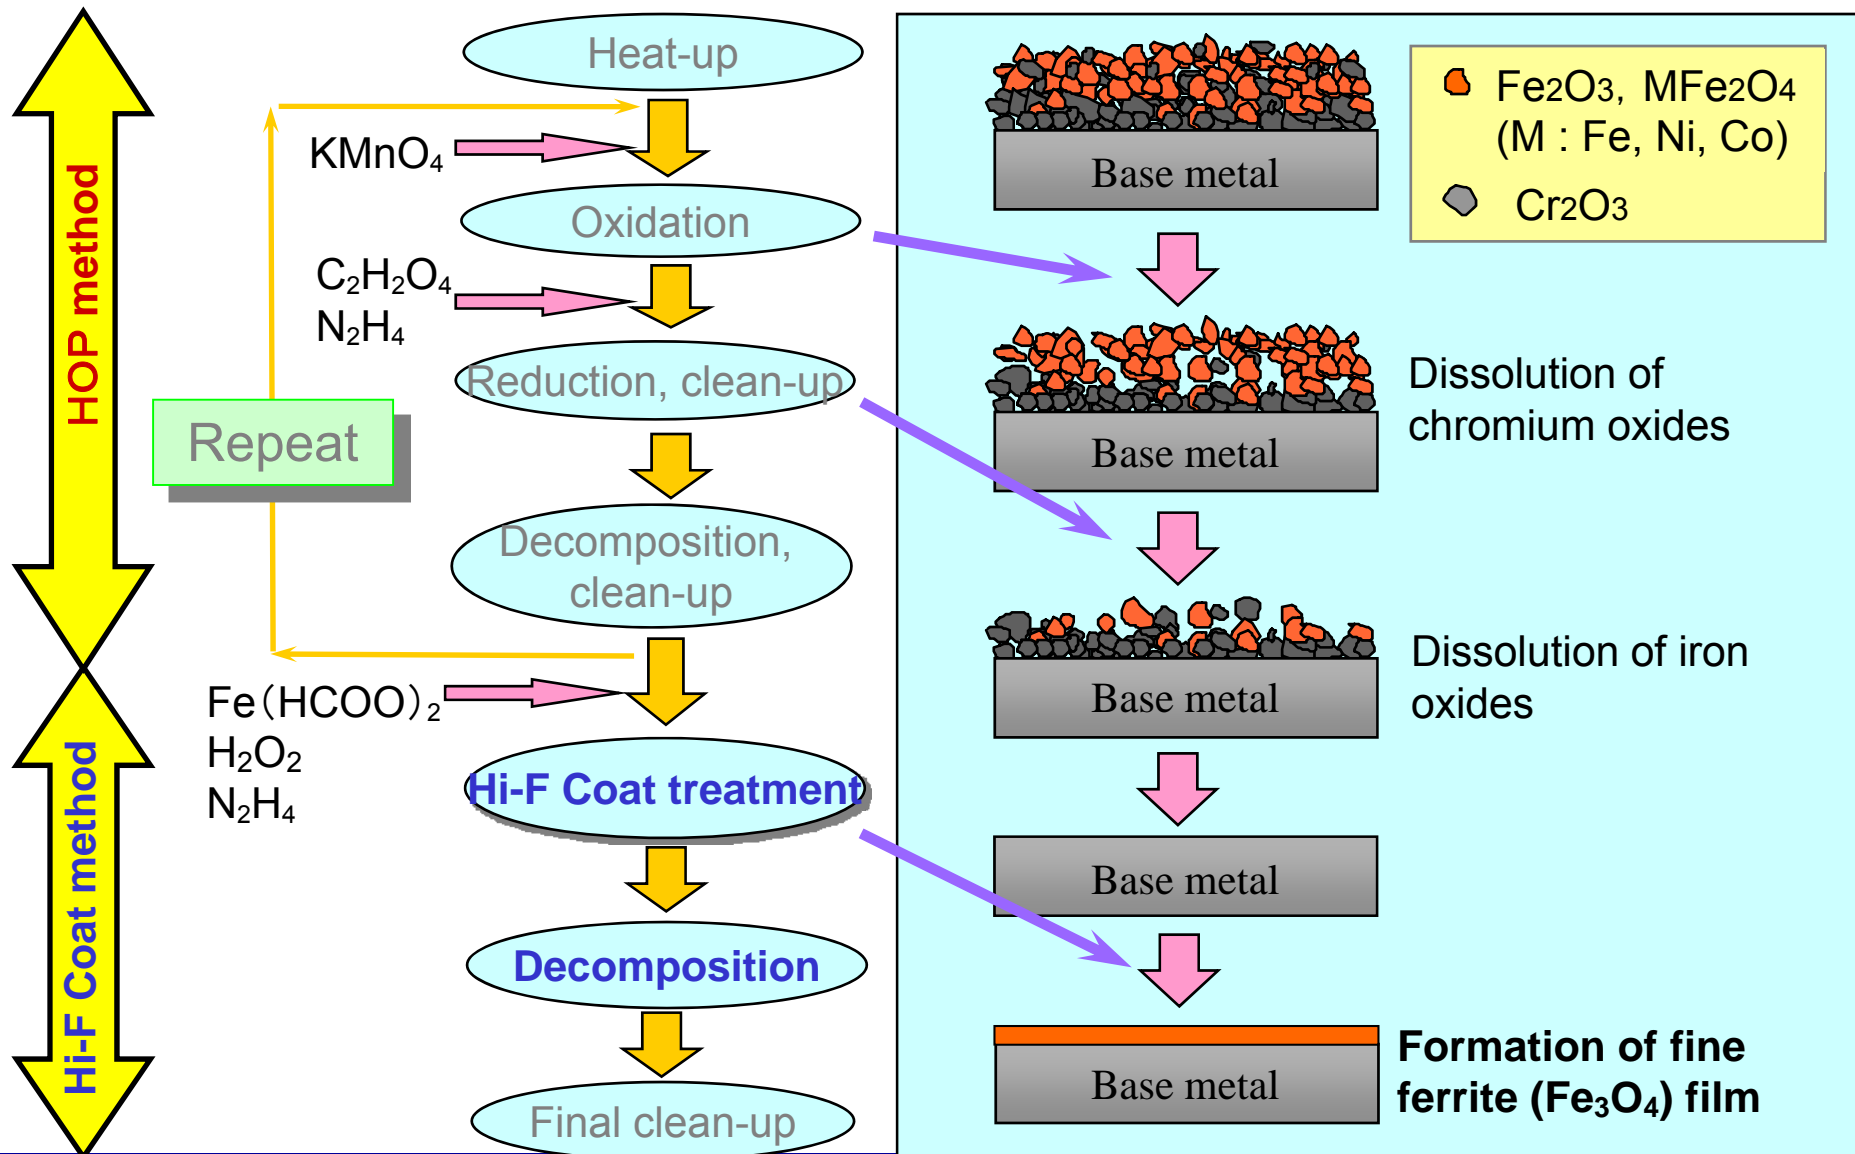 HOP method
Hi-F Coat method
Heat-up
KMnO₄
Oxidation
C₂H₂O₄
N₂H₄
Reduction, clean-up
Repeat
Decomposition,
clean-up
Fe（HCOO）₂
H₂O₂
N₂H₄
Hi-F Coat treatment
Decomposition
Final clean-up
Base metal
Fe2O3, MFe2O4
(M : Fe, Ni, Co)
Cr2O3
Base metal
Dissolution of
chromium oxides
Base metal
Dissolution of iron
oxides
Base metal
Base metal
Formation of fine
ferrite (Fe₃O₄) film